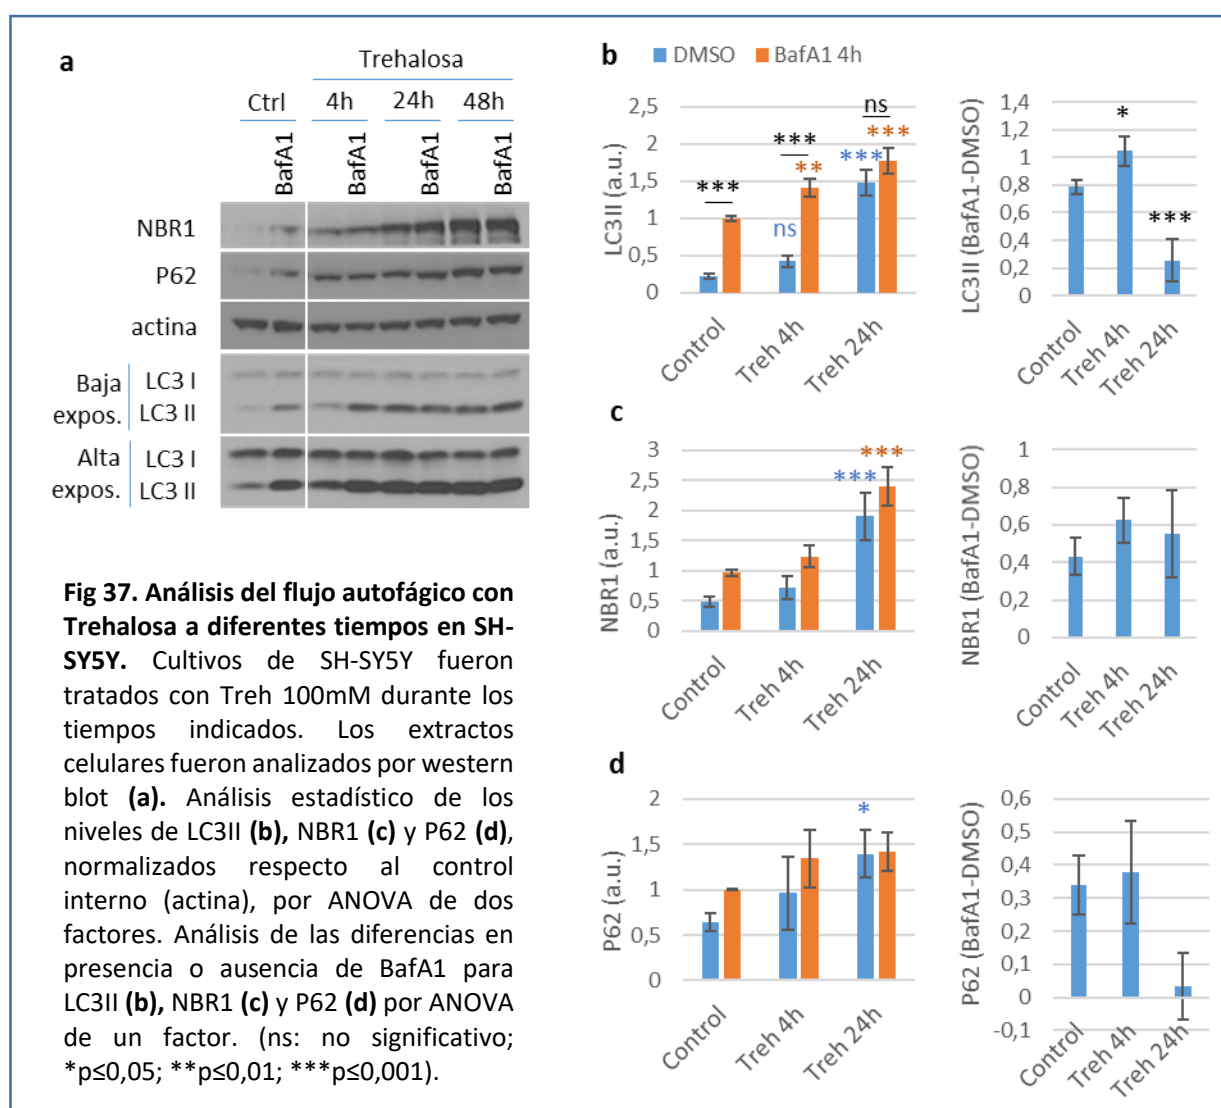 a
Trehalosa
Ctrl 4h 24h 48h
BafA1 BafA1 BafA1 BafA1
NBR1
P62
actina
Baja expos. LC3 I
LC3 II
Alta expos. LC3 I
LC3 II
Fig 37. Análisis del flujo autofágico con
Trehalosa a diferentes tiempos en SH-
SY5Y. Cultivos de SH-SY5Y fueron
tratados con Treh 100mM durante los
tiempos indicados. Los extractos
celulares fueron analizados por western
blot (a). Análisis estadístico de los
niveles de LC3II (b), NBR1 (c) y P62 (d),
normalizados respecto al control
interno (actina), por ANOVA de dos
factores. Análisis de las diferencias en
presencia o ausencia de BafA1 para
LC3II (b), NBR1 (c) y P62 (d) por ANOVA
de un factor. (ns: no significativo;
*p≤0,05; **p≤0,01; ***p≤0,001).
b
DMSO BafA1 4h
LC3II (a.u.)
2,5
2
1,5
1
0,5
0
***
ns
***
**
***
***
ns
Control Treh 4h Treh 24h
LC3II (BafA1-DMSO)
1,4
1,2
1
0,8
0,6
0,4
0,2
0
*
***
Control Treh 4h Treh 24h
c
NBR1 (a.u.)
3
2,5
2
1,5
1
0,5
0
***
***
Control Treh 4h Treh 24h
NBR1 (BafA1-DMSO)
1
0,8
0,6
0,4
0,2
0
Control Treh 4h Treh 24h
d
P62 (a.u.)
2
1,5
1
0,5
0
*
Control Treh 4h Treh 24h
P62 (BafA1-DMSO)
0,6
0,5
0,4
0,3
0,2
0,1
0
-0,1
Control Treh 4h Treh 24h